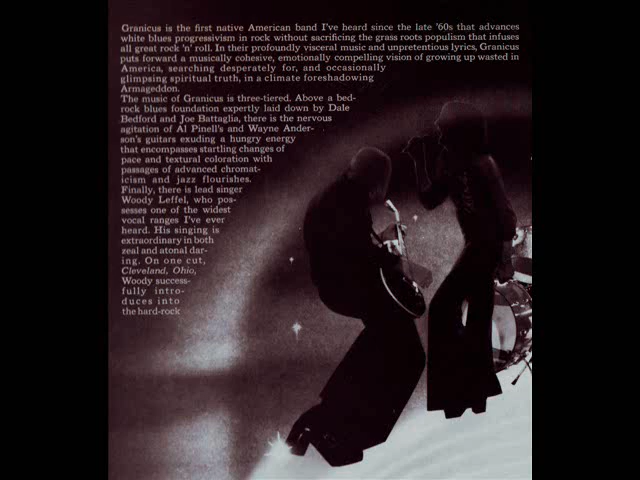 Granicus is the first native American band I've heard since the late '60s that advances
white blues progressivism in rock without sacrificing the grass roots populism that infuses
all great rock 'n' roll. In their profoundly visceral music and unpretentious lyrics, Granicus
puts forward a musically cohesive, emotionally compelling vision of growing up wasted in
America, searching desperately for, and occasionally
glimpsing spiritual truth, in a climate foreshadowing
Armageddon.
The music of Granicus is three-tiered. Above a bed-
rock blues foundation expertly laid down by Dale
Bedford and Joe Battaglia, there is the nervous
agitation of Al Pinell's and Wayne Ander-
son's guitars exuding a hungry energy
that encompasses startling changes of
pace and textural coloration with
passages of advanced chromat-
icism and jazz flourishes.
Finally, there is lead singer
Woody Leffel, who pos-
sesses one of the widest
vocal ranges I've ever
heard. His singing is
extraordinary in both
zeal and atonal dar-
ing. On one cut,
Cleveland, Ohio,
Woody success-
fully intro-
duces into
the hard-rock